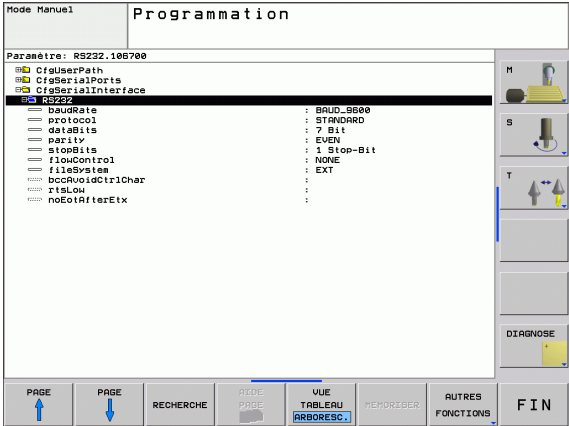 Mode Manuel
Programmation
Paramètre: RS232.106700
CfgUserPath
CfgSerialPorts
CfgSerialInterface
RS232
baudRate : BAUD_9600
protocol : STANDARD
dataBits : 7 Bit
parity : EVEN
stopBits : 1 Stop-Bit
flowControl : NONE
fileSystem : EXT
bccAvoidCtrlChar :
rtsLow :
noEotAfterEtx :
M
S
T
DIAGNOSE
PAGE
PAGE
RECHERCHE
AIDE
PAGE
VUE
TABLEAU
ARBORESC.
MEMORISER
AUTRES
FONCTIONS
FIN